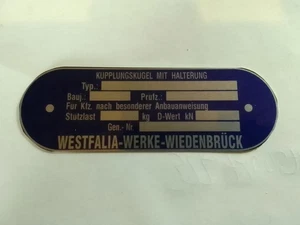 KUPPLUNGSKUGEL MIT HALTERUNG
Typ.:
Bauj.: Prüfz.:
Für Kfz. nach besonderer Anbauanweisung
Stützlast kg D-Wert kN
Gen.-Nr.
WESTFALIA-WERKE-WIEDENBRÜCK